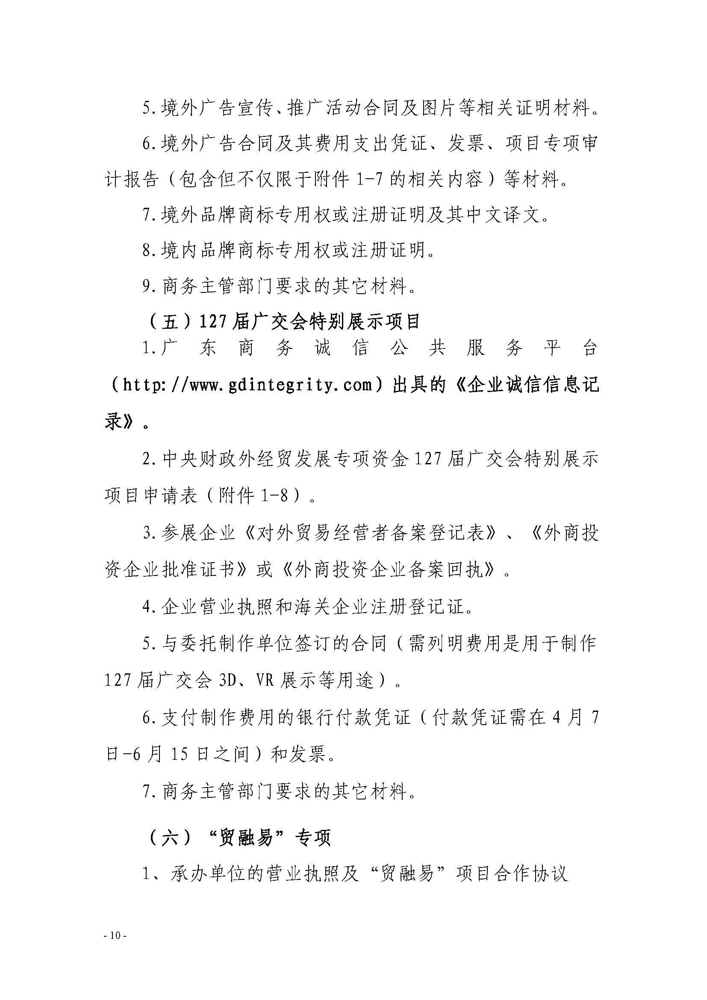 5.境外广告宣传、推广活动合同及图片等相关证明材料。
6.境外广告合同及其费用支出凭证、发票、项目专项审
计报告（包含但不仅限于附件 1-7 的相关内容）等材料。
7.境外品牌商标专用权或注册证明及其中文译文。
8.境内品牌商标专用权或注册证明。
9.商务主管部门要求的其它材料。
（五）127 届广交会特别展示项目
1.广东商务诚信公共服务平台
（http://www.gdintegrity.com）出具的《企业诚信信息记
录》。
2.中央财政外经贸发展专项资金 127 届广交会特别展示
项目申请表（附件 1-8）。
3.参展企业《对外贸易经营者备案登记表》、《外商投
资企业批准证书》或《外商投资企业备案回执》。
4.企业营业执照和海关企业注册登记证。
5.与委托制作单位签订的合同（需列明费用是用于制作
127 届广交会 3D、VR 展示等用途）。
6.支付制作费用的银行付款凭证（付款凭证需在 4 月 7
日-6 月 15 日之间）和发票。
7.商务主管部门要求的其它材料。
（六）“贸融易”专项
1、承办单位的营业执照及“贸融易”项目合作协议
- 10 -